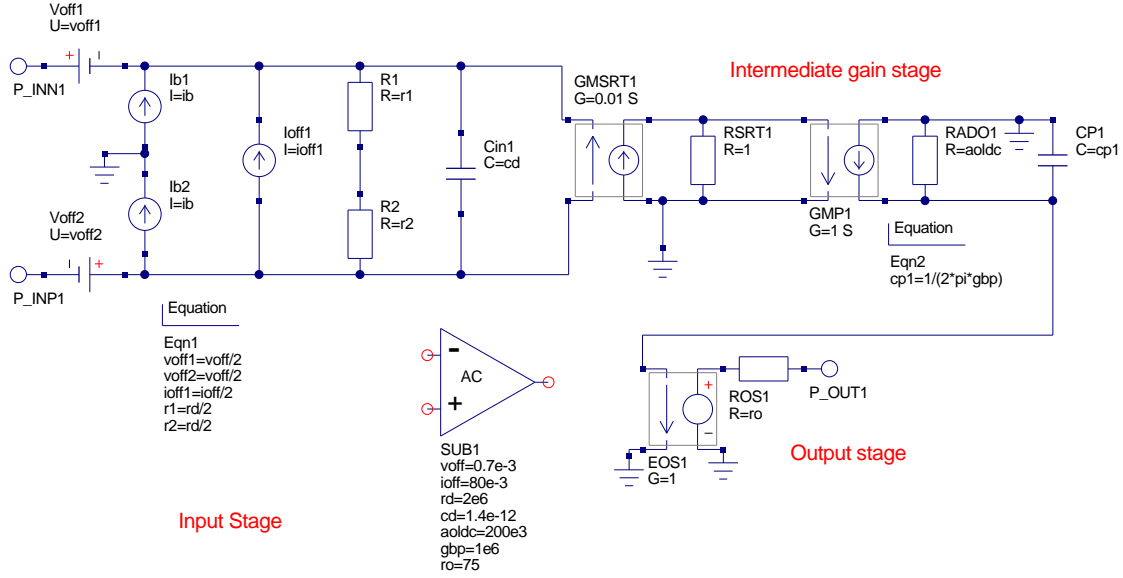 Voff1
U=voff1
+
-
P_INN1
Ib1
I=ib
Ioff1
I=ioff1
R1
R=r1
Cin1
C=cd
GMSRT1
G=0.01 S
Intermediate gain stage
RSRT1
R=1
GMP1
G=1 S
RADO1
R=aoldc
CP1
C=cp1
Ib2
I=ib
R2
R=r2
Voff2
U=voff2
-
+
P_INP1
Equation
Eqn2
cp1=1/(2*pi*gbp)
Equation
Eqn1
voff1=voff/2
voff2=voff/2
ioff1=ioff/2
r1=rd/2
r2=rd/2
-
AC
+
SUB1
voff=0.7e-3
ioff=80e-3
rd=2e6
cd=1.4e-12
aoldc=200e3
gbp=1e6
ro=75
+
-
EOS1
G=1
ROS1
R=ro
P_OUT1
Output stage
Input Stage